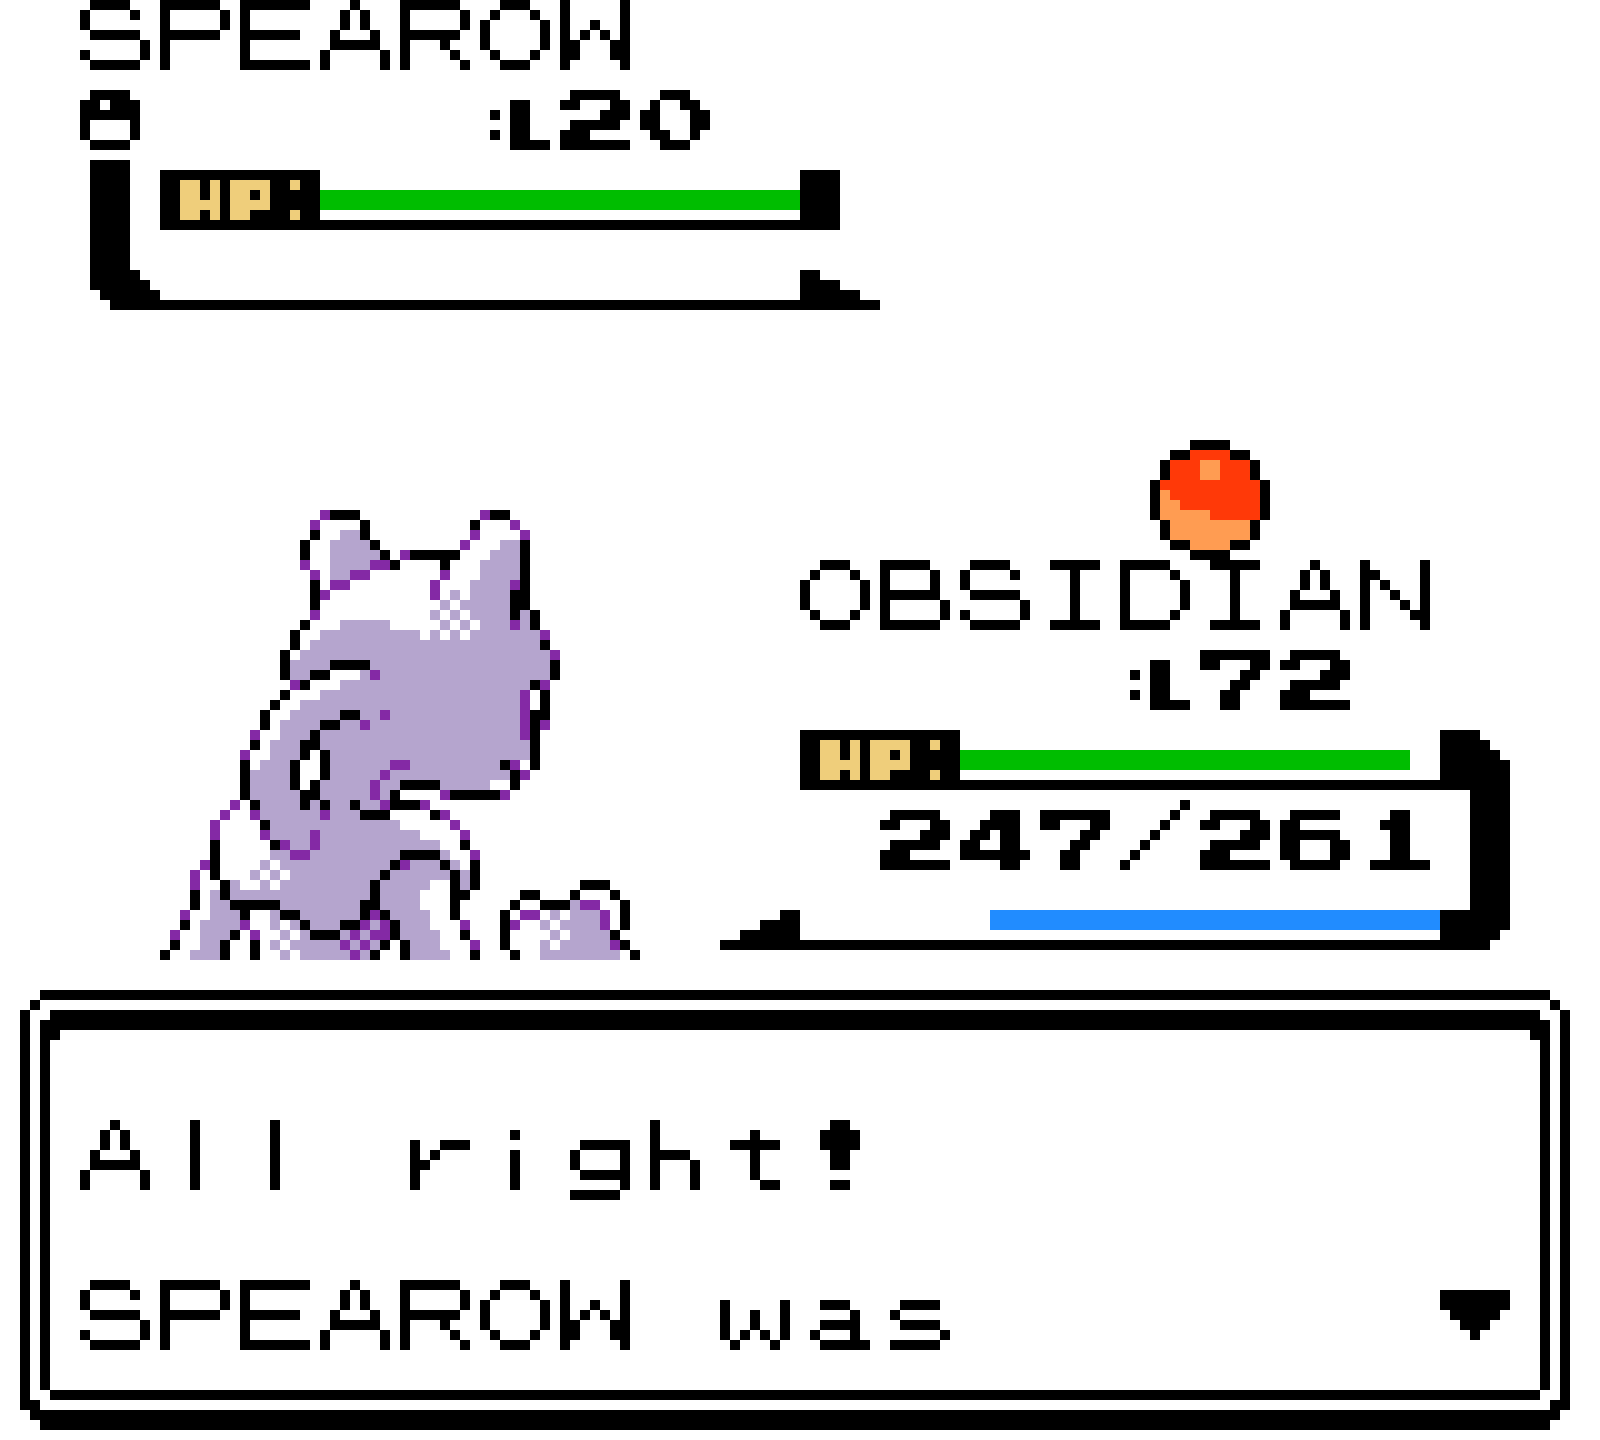 SPEAROW
:L20
HP:
OBSIDIAN
:L72
HP:
247/261
All right!
SPEAROW was